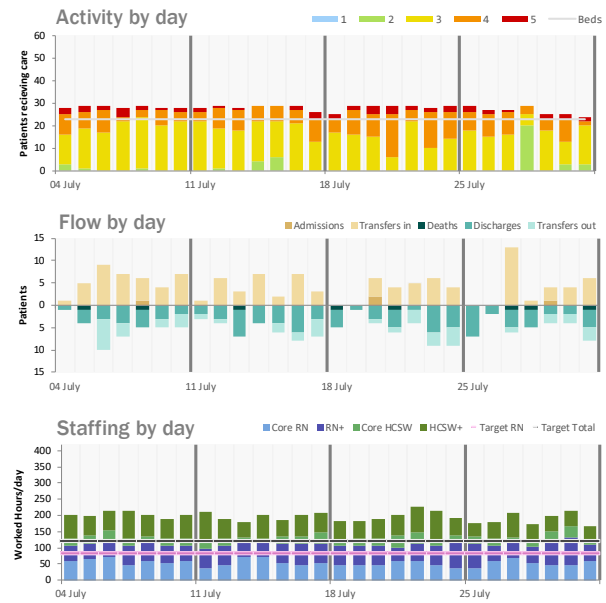 Activity by day
1 2 3 4 5 Beds
Patients recieving care
60
50
40
30
20
10
0
04 July 11 July 18 July 25 July
Flow by day
Admissions Transfers in Deaths Discharges Transfers out
Patients
15
10
5
0
5
10
15
04 July 11 July 18 July 25 July
Staffing by day
Core RN RN+ Core HCSW HCSW+ Target RN Target Total
Worked Hours/day
400
350
300
250
200
150
100
50
0
04 July 11 July 18 July 25 July